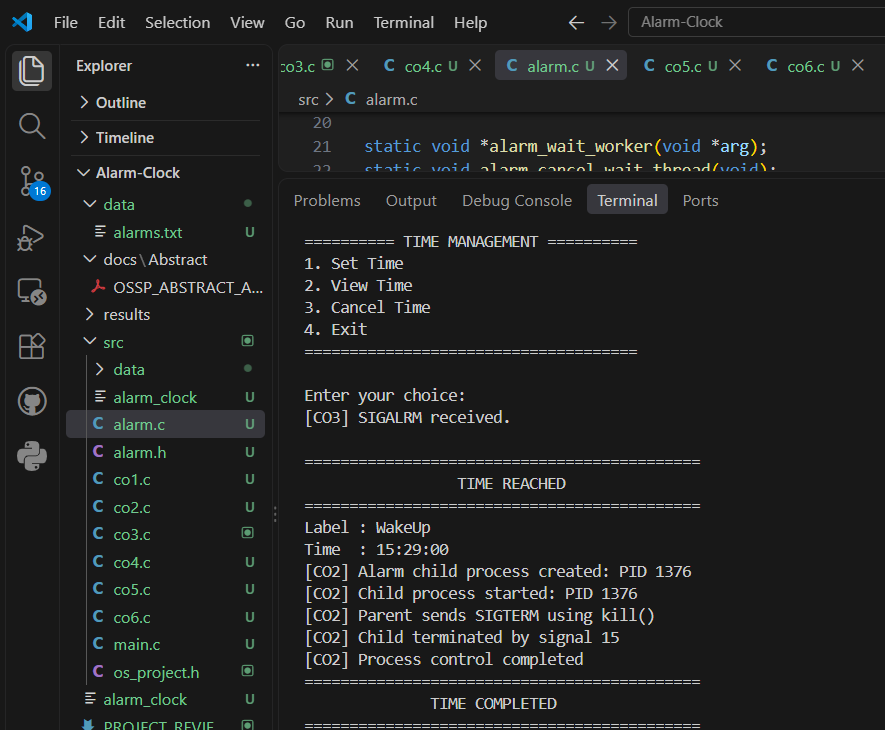 File Edit Selection View Go Run Terminal Help
Alarm-Clock
Explorer ...
co3.c
co4.c U
alarm.c U
co5.c U
co6.c U
src > alarm.c
20
21 static void *alarm_wait_worker(void *arg);
22 static void alarm_cancel_wait_thread(void);
Outline
Timeline
Alarm-Clock
data
alarms.txt U
docs\Abstract
OSSP_ABSTRACT_A...
results
src
data
alarm_clock U
alarm.c U
alarm.h U
co1.c U
co2.c U
co3.c
co4.c U
co5.c U
co6.c U
main.c U
os_project.h
alarm_clock U
PROJECT_REVIE
16
Problems Output Debug Console Terminal Ports
========== TIME MANAGEMENT ==========
1. Set Time
2. View Time
3. Cancel Time
4. Exit
=====================================
Enter your choice:
[CO3] SIGALRM received.
============================================
TIME REACHED
============================================
Label : WakeUp
Time  : 15:29:00
[CO2] Alarm child process created: PID 1376
[CO2] Child process started: PID 1376
[CO2] Parent sends SIGTERM using kill()
[CO2] Child terminated by signal 15
[CO2] Process control completed
============================================
TIME COMPLETED
============================================